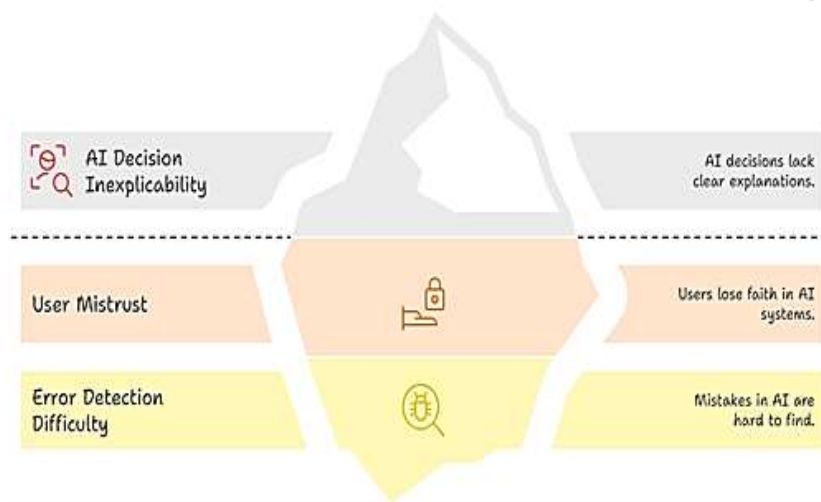 AI Decision
Inexplicability
AI decisions lack
clear explanations.
User Mistrust
Users lose faith in AI
systems.
Error Detection
Difficulty
Mistakes in AI are
hard to find.